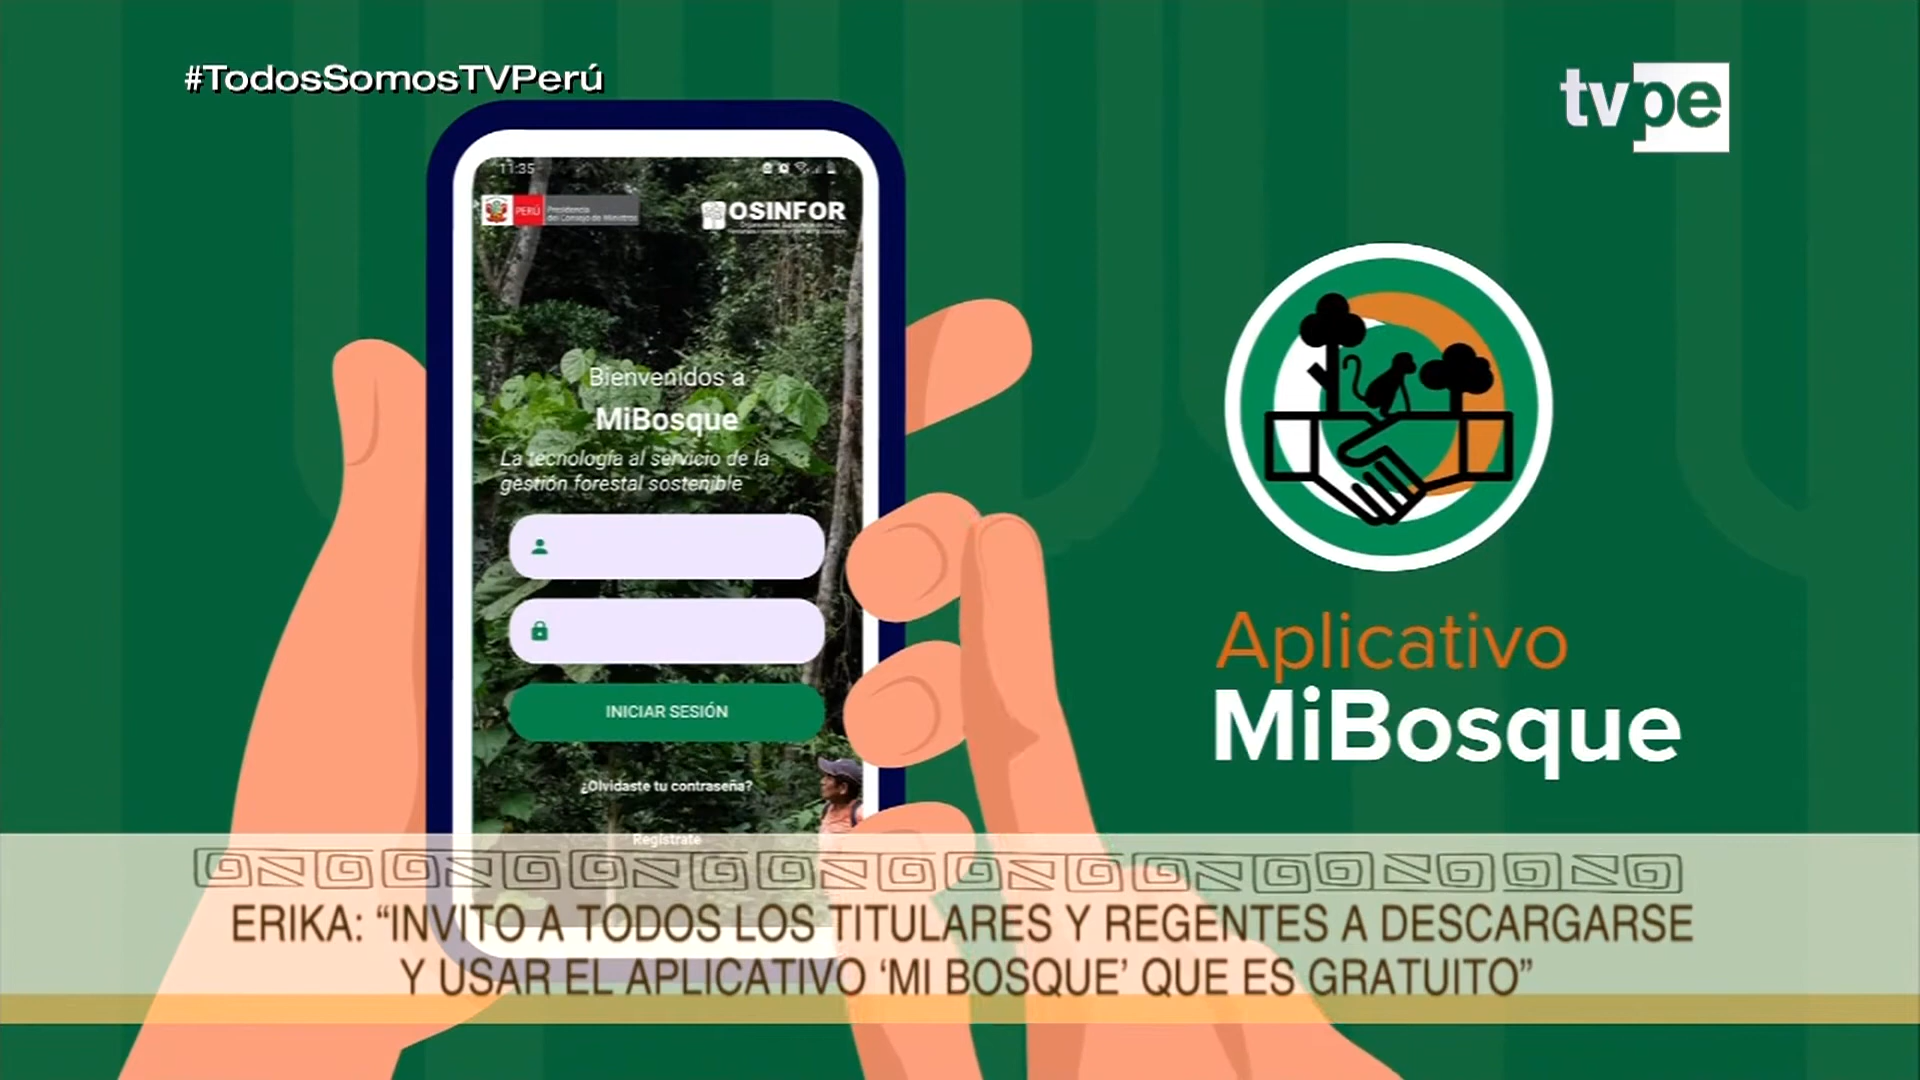 #TodosSomosTVPerú
tvpe
11:35
PERÚ
Presidencia
del Consejo de Ministros
OSINFOR
Bienvenidos a
MiBosque
La tecnología al servicio de la
gestión forestal sostenible
INICIAR SESIÓN
¿Olvidaste tu contraseña?
Regístrate
Aplicativo
MiBosque
ERIKA: “INVITO A TODOS LOS TITULARES Y REGENTES A DESCARGARSE
Y USAR EL APLICATIVO ‘MI BOSQUE’ QUE ES GRATUITO”